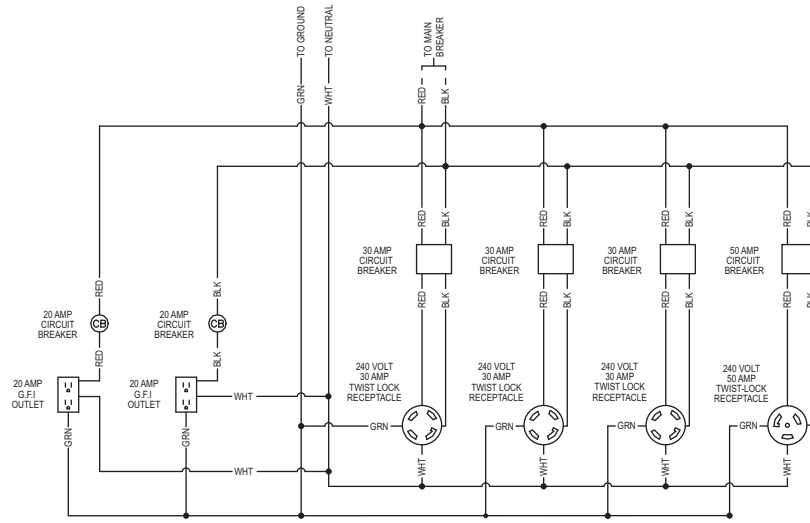 TO GROUND
TO NEUTRAL
TO MAIN
BREAKER
GRN
WHT
RED
BLK
RED
BLK
RED
BLK
RED
BLK
RED
BLK
30 AMP
CIRCUIT
BREAKER
30 AMP
CIRCUIT
BREAKER
30 AMP
CIRCUIT
BREAKER
50 AMP
CIRCUIT
BREAKER
RED
BLK
RED
BLK
RED
BLK
RED
BLK
RED
BLK
20 AMP
CIRCUIT
BREAKER
CB
20 AMP
CIRCUIT
BREAKER
CB
RED
BLK
20 AMP
G.F.I
OUTLET
20 AMP
G.F.I
OUTLET
240 VOLT
30 AMP
TWIST LOCK
RECEPTACLE
240 VOLT
30 AMP
TWIST LOCK
RECEPTACLE
240 VOLT
30 AMP
TWIST LOCK
RECEPTACLE
240 VOLT
50 AMP
TWIST-LOCK
RECEPTACLE
WHT
GRN
GRN
GRN
GRN
GRN
GRN
WHT
WHT
WHT
WHT
WHT